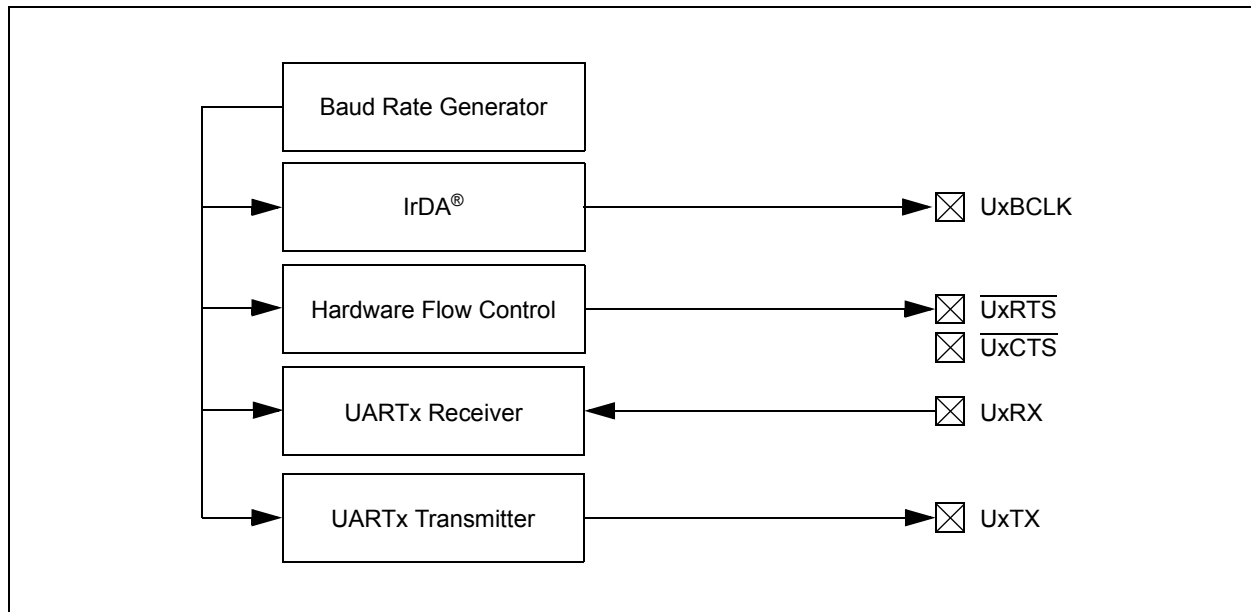 Baud Rate Generator
IrDA® UxBCLK
Hardware Flow Control UxRTS
UxCTS
UARTx Receiver UxRX
UARTx Transmitter UxTX